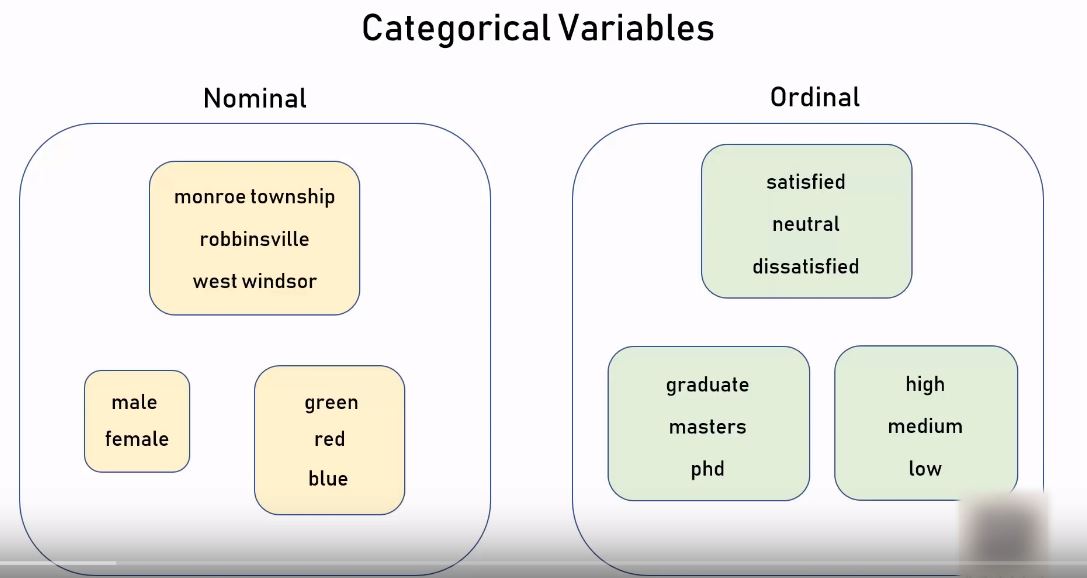 Categorical Variables
Nominal
monroe township
robbinsville
west windsor
male
female
green
red
blue
Ordinal
satisfied
neutral
dissatisfied
graduate
masters
phd
high
medium
low